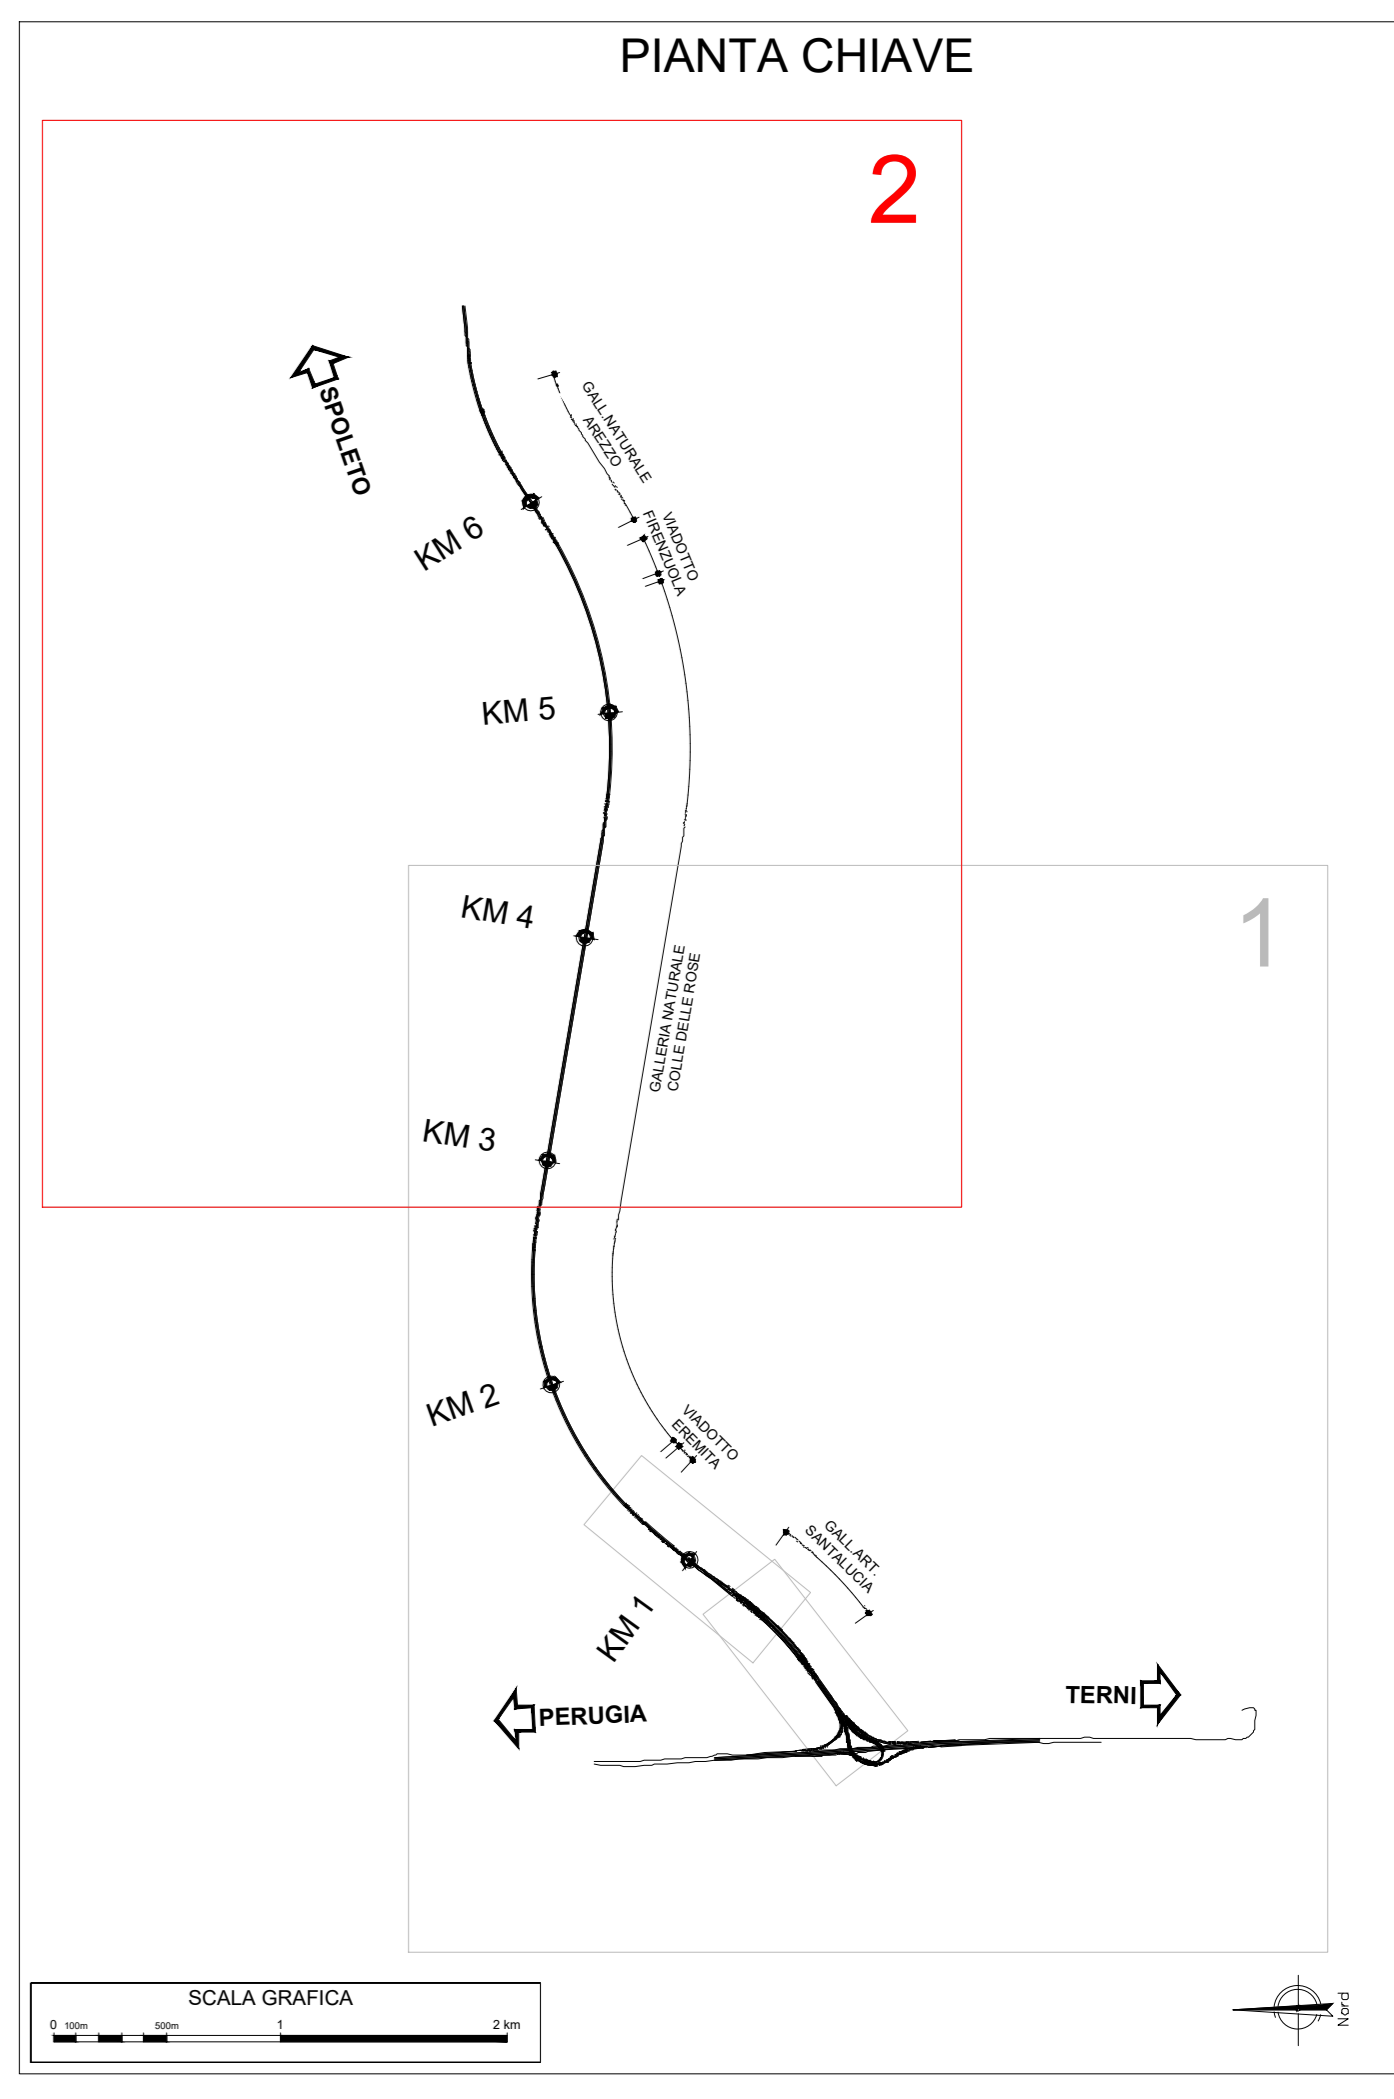 PIANTA CHIAVE
2
SPOLETO
GALL.NATURALE
AREZZO
KM 6
VIADOTTO
FIRENZUOLA
KM 5
KM 4
1
GALLERIA NATURALE
COLLE DELLE ROSE
KM 3
KM 2
VIADOTTO
EREMITA
GALL.ART.
SANTALUCIA
KM 1
TERNI
PERUGIA
SCALA GRAFICA
0 100m 500m 1 2 km
Nord